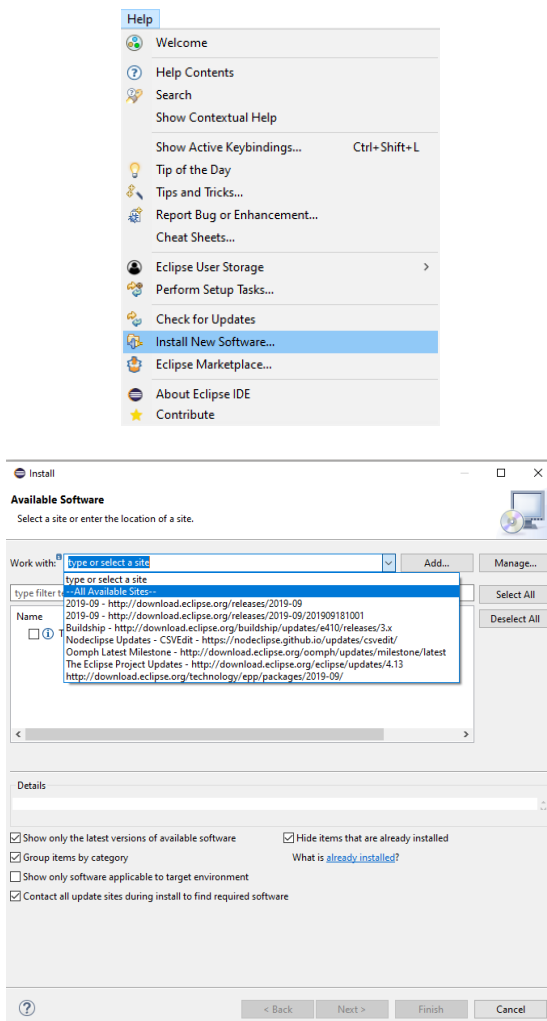 Help
Welcome
Help Contents
Search
Show Contextual Help
Show Active Keybindings... Ctrl+Shift+L
Tip of the Day
Tips and Tricks...
Report Bug or Enhancement...
Cheat Sheets...
Eclipse User Storage
Perform Setup Tasks...
Check for Updates
Install New Software...
Eclipse Marketplace...
About Eclipse IDE
Contribute
Install
Available Software
Select a site or enter the location of a site.
Work with: type or select a site Add... Manage...
type or select a site
type filter t --All Available Sites-- Select All
2019-09 - http://download.eclipse.org/releases/2019-09
Name 2019-09 - http://download.eclipse.org/releases/2019-09/201909181001 Deselect All
Buildship - http://download.eclipse.org/buildship/updates/e410/releases/3.x
T Nodeclipse Updates - CSVEdit - https://nodeclipse.github.io/updates/csvedit/
Oomph Latest Milestone - http://download.eclipse.org/oomph/updates/milestone/latest
The Eclipse Project Updates - http://download.eclipse.org/eclipse/updates/4.13
http://download.eclipse.org/technology/epp/packages/2019-09/
Details
Show only the latest versions of available software Hide items that are already installed
Group items by category What is already installed?
Show only software applicable to target environment
Contact all update sites during install to find required software
? < Back Next > Finish Cancel